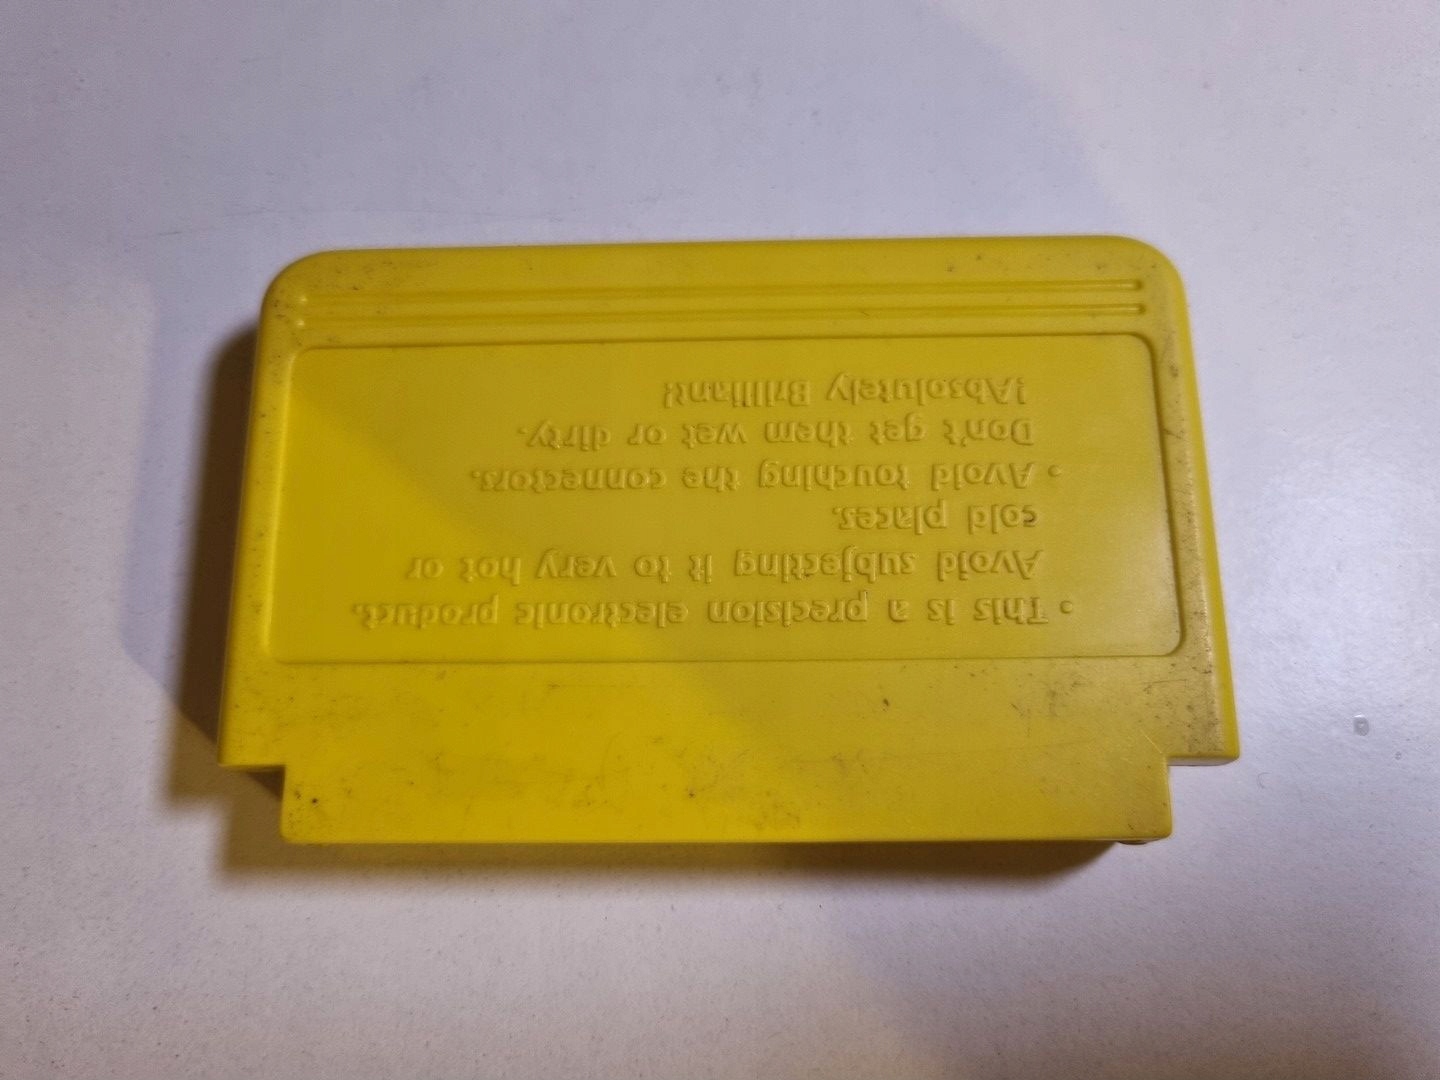 • This is a precision electronic product.
Avoid subjecting it to very hot or
cold places.
• Avoid touching the connectors.
Don't get them wet or dirty.
!Absolutely Brilliant!